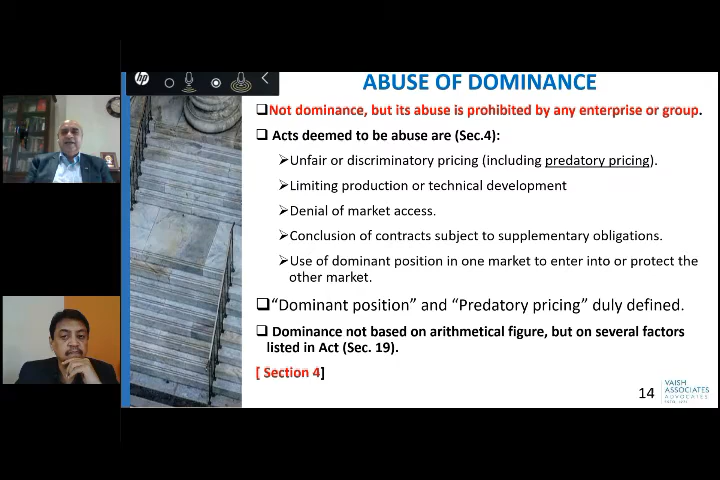 hp
ABUSE OF DOMINANCE
❑Not dominance, but its abuse is prohibited by any enterprise or group.
❑ Acts deemed to be abuse are (Sec.4):
➢Unfair or discriminatory pricing (including predatory pricing).
➢Limiting production or technical development
➢Denial of market access.
➢Conclusion of contracts subject to supplementary obligations.
➢Use of dominant position in one market to enter into or protect the
other market.
❑“Dominant position” and “Predatory pricing” duly defined.
❑ Dominance not based on arithmetical figure, but on several factors
listed in Act (Sec. 19).
[ Section 4]
14
VAISH
ASSOCIATES
ADVOCATES